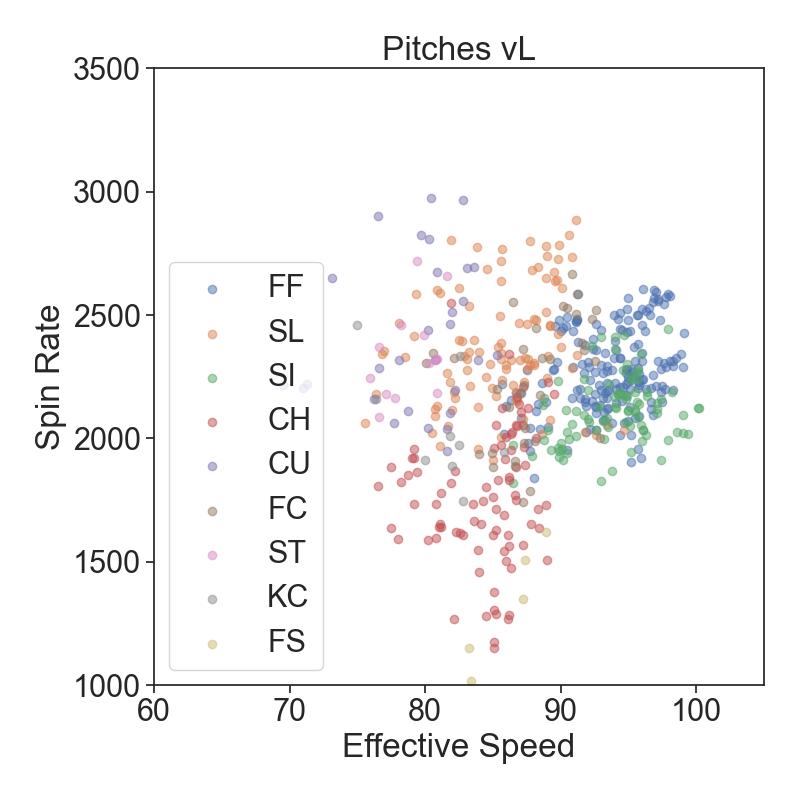 Pitches vL
3500
3000
2500
2000
1500
1000
Spin Rate
FF
SL
SI
CH
CU
FC
ST
KC
FS
60 70 80 90 100
Effective Speed